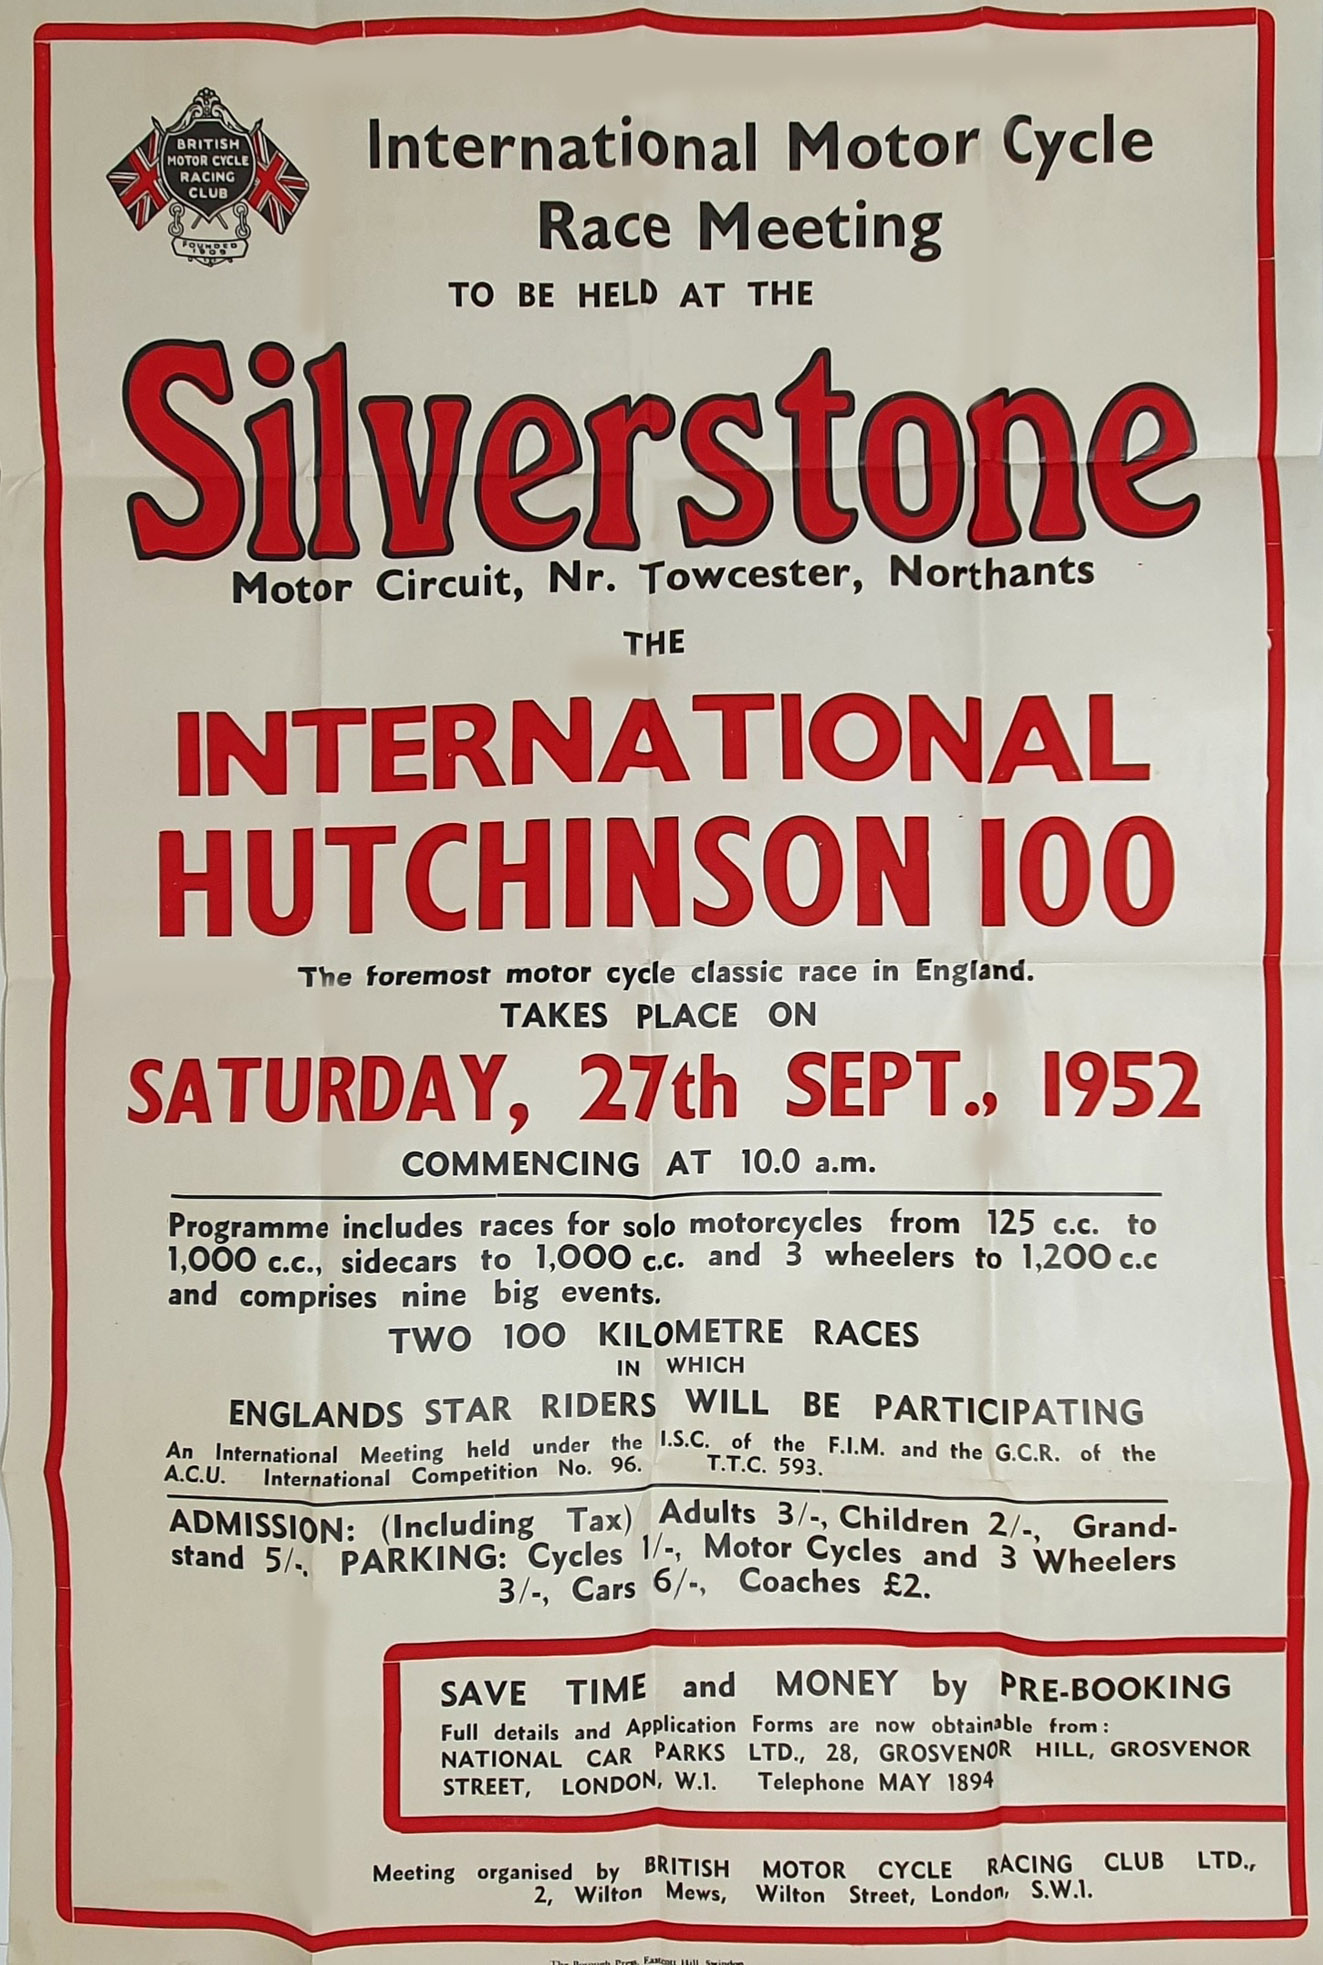 BRITISH
MOTOR CYCLE
RACING
CLUB
FOUNDED
1909
International Motor Cycle
Race Meeting
TO BE HELD AT THE
Silverstone
Motor Circuit, Nr. Towcester, Northants
THE
INTERNATIONAL
HUTCHINSON 100
The foremost motor cycle classic race in England.
TAKES PLACE ON
SATURDAY, 27th SEPT., 1952
COMMENCING AT 10.0 a.m.
Programme includes races for solo motorcycles from 125 c.c. to
1,000 c.c., sidecars to 1,000 c.c. and 3 wheelers to 1,200 c.c
and comprises nine big events.
TWO 100 KILOMETRE RACES
IN WHICH
ENGLANDS STAR RIDERS WILL BE PARTICIPATING
An International Meeting held under the I.S.C. of the F.I.M. and the G.C.R. of the
A.C.U. International Competition No. 96. T.T.C. 593.
ADMISSION: (Including Tax) Adults 3/-, Children 2/-, Grand-
stand 5/-. PARKING: Cycles 1/-, Motor Cycles and 3 Wheelers
3/-, Cars 6/-, Coaches £2.
SAVE TIME and MONEY by PRE-BOOKING
Full details and Application Forms are now obtainable from:
NATIONAL CAR PARKS LTD., 28, GROSVENOR HILL, GROSVENOR
STREET, LONDON, W.1. Telephone MAY 1894
Meeting organised by BRITISH MOTOR CYCLE RACING CLUB LTD.,
2, Wilton Mews, Wilton Street, London, S.W.1.
The Borough Press, Eastcott Hill, Swindon